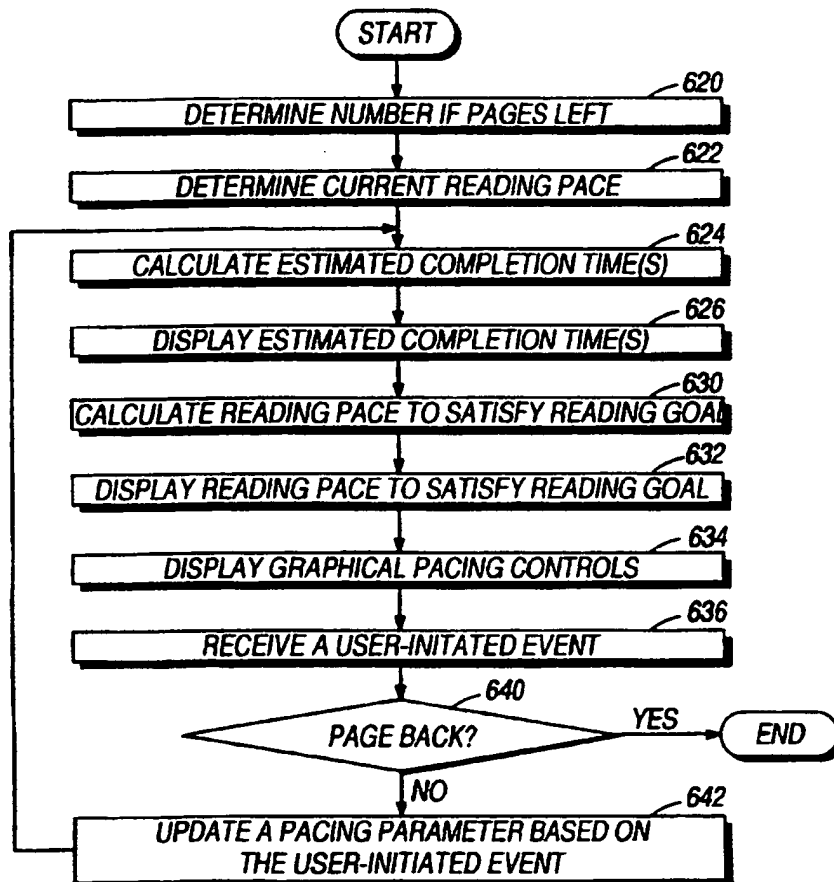 START
620
DETERMINE NUMBER IF PAGES LEFT
622
DETERMINE CURRENT READING PACE
624
CALCULATE ESTIMATED COMPLETION TIME(S)
626
DISPLAY ESTIMATED COMPLETION TIME(S)
630
CALCULATE READING PACE TO SATISFY READING GOAL
632
DISPLAY READING PACE TO SATISFY READING GOAL
634
DISPLAY GRAPHICAL PACING CONTROLS
636
RECEIVE A USER-INITATED EVENT
640
PAGE BACK?
YES
END
NO
642
UPDATE A PACING PARAMETER BASED ON
THE USER-INITIATED EVENT